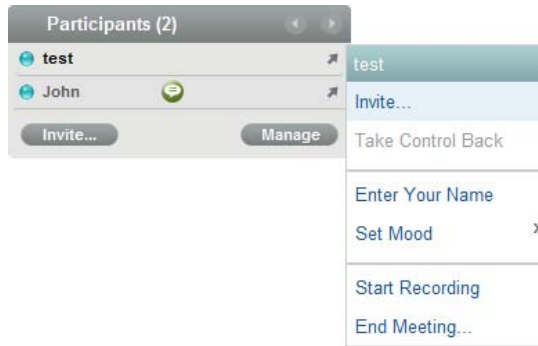 Participants (2)
test
John
Invite...
Manage
test
Invite...
Take Control Back
Enter Your Name
Set Mood
Start Recording
End Meeting...